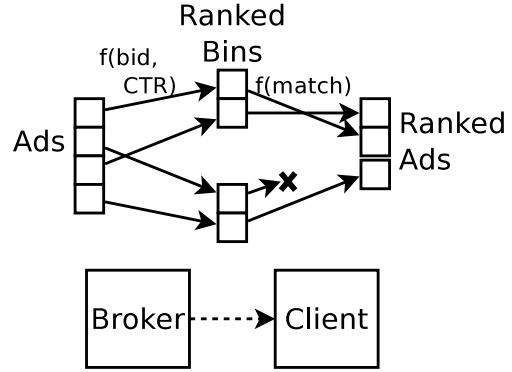 Ranked
Bins
f(bid,
CTR)
f(match)
Ads
Ranked
Ads
Broker
Client